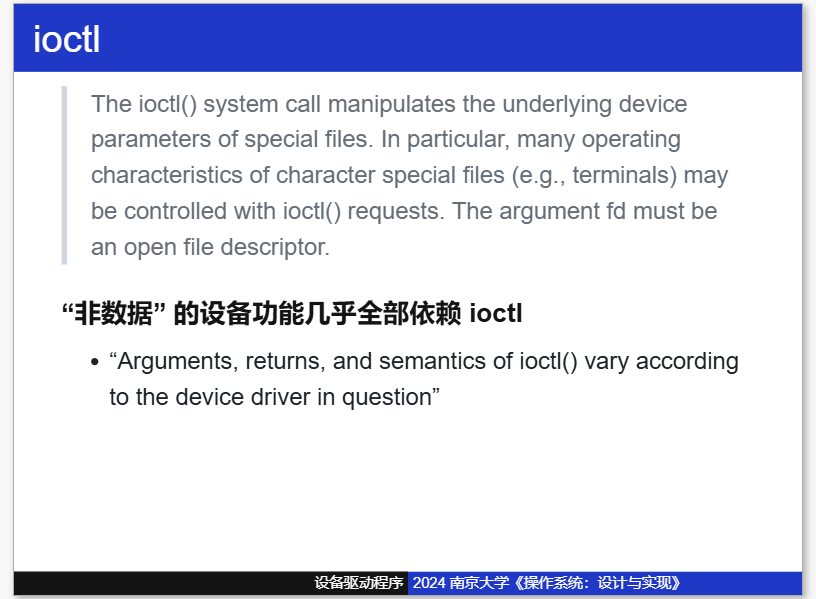 ioctl
The ioctl() system call manipulates the underlying device
parameters of special files. In particular, many operating
characteristics of character special files (e.g., terminals) may
be controlled with ioctl() requests. The argument fd must be
an open file descriptor.
“非数据” 的设备功能几乎全部依赖 ioctl
• “Arguments, returns, and semantics of ioctl() vary according
to the device driver in question”
设备驱动程序 2024 南京大学《操作系统：设计与实现》